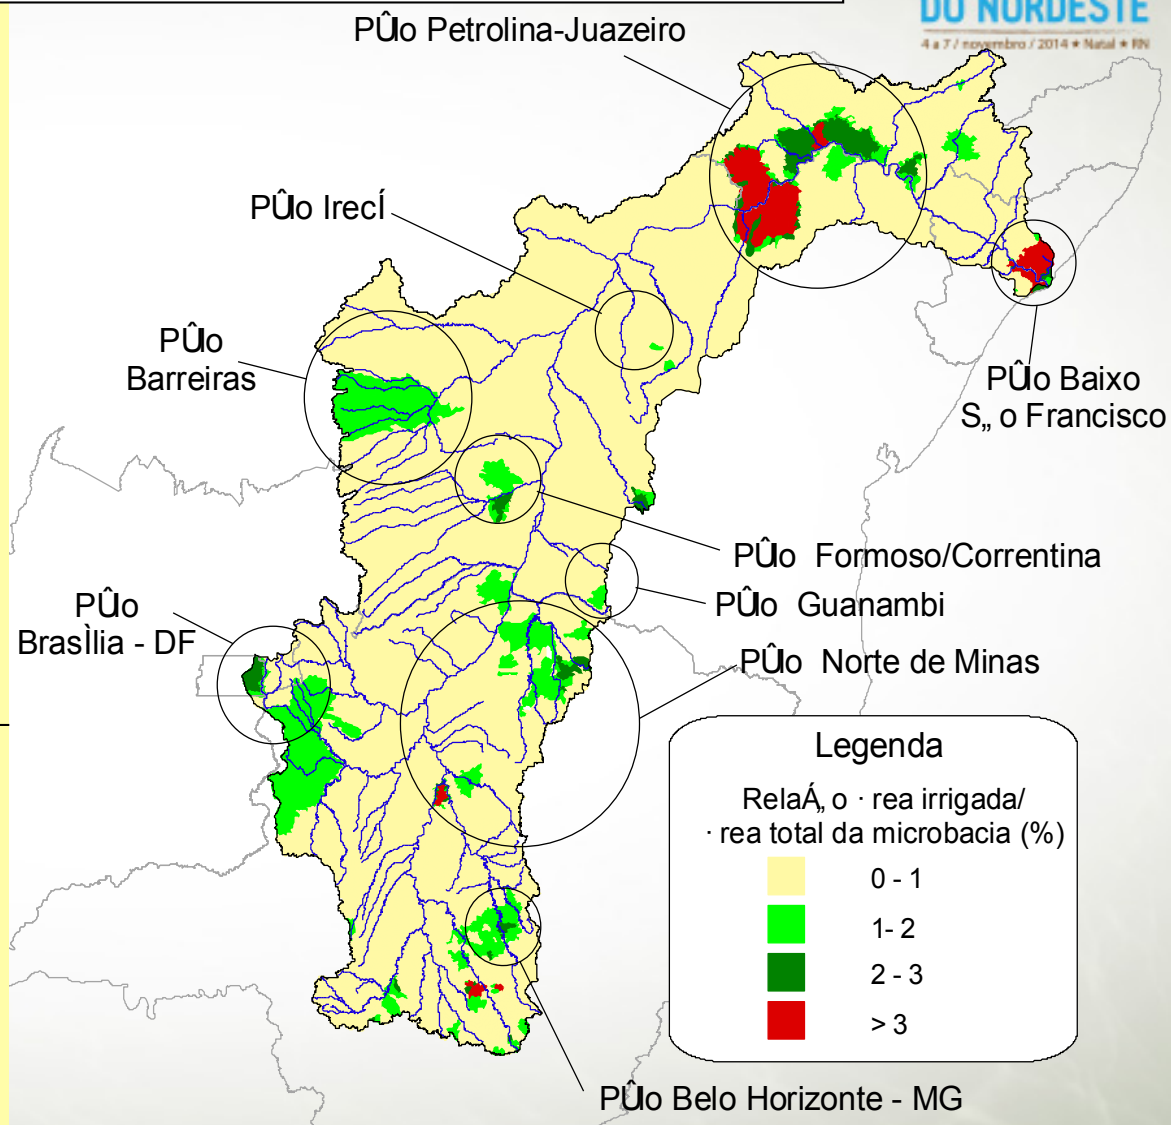 DO NORDESTE
4 a 7 / novembro / 2014 ★ Natal ★ RN
PÛlo Petrolina-Juazeiro
PÛlo IrecÍ
PÛlo
Barreiras
PÛlo Baixo
S„ o Francisco
PÛlo Formoso/Correntina
PÛlo Guanambi
PÛlo
BrasÌlia - DF
PÛlo Norte de Minas
Legenda
RelaÁ„ o · rea irrigada/
· rea total da microbacia (%)
0 - 1
1- 2
2 - 3
> 3
PÛlo Belo Horizonte - MG